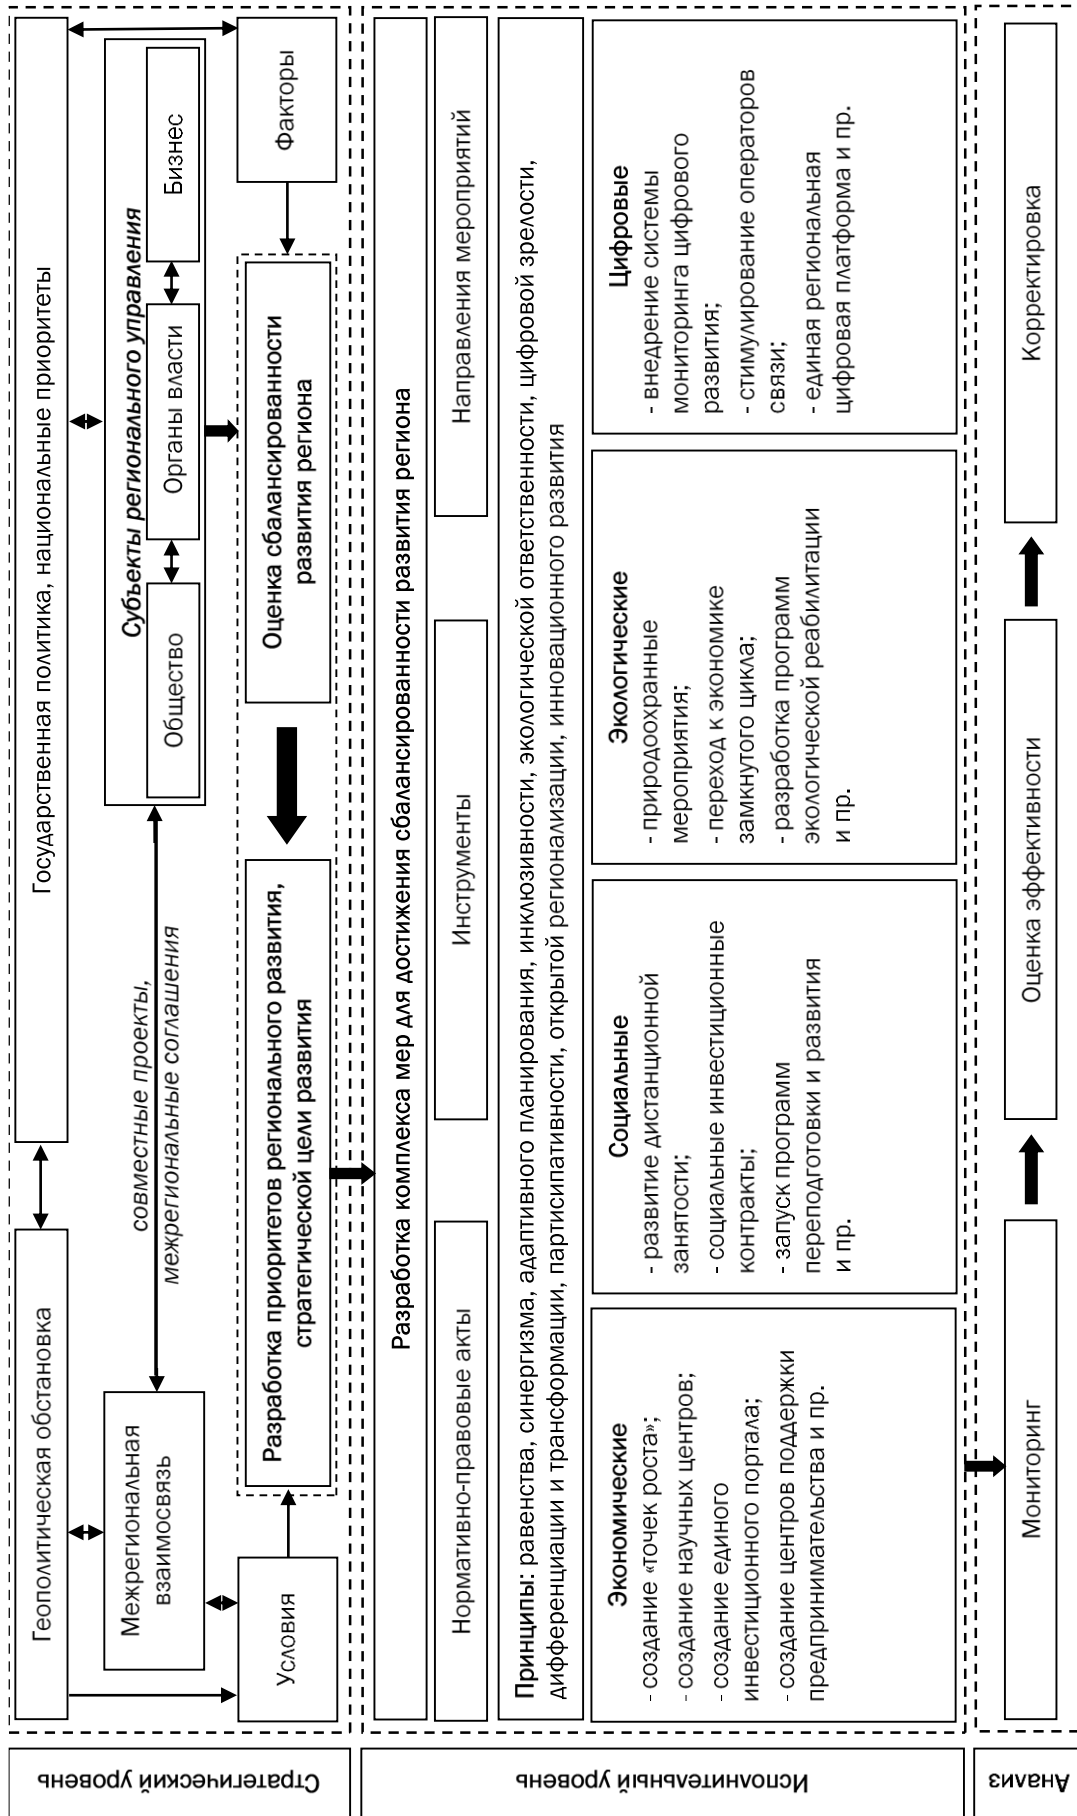 Стратегический уровень
Геополитическая обстановка
Государственная политика, национальные приоритеты
Межрегиональная
взаимосвязь
совместные проекты,
межрегиональные соглашения
Субъекты регионального управления
Общество
Органы власти
Бизнес
Условия
Разработка приоритетов регионального развития,
стратегической цели развития
Оценка сбалансированности
развития региона
Факторы
Исполнительный уровень
Разработка комплекса мер для достижения сбалансированности развития региона
Нормативно-правовые акты
Инструменты
Направления мероприятий
Принципы: равенства, синергизма, адаптивного планирования, инклюзивности, экологической ответственности, цифровой зрелости,
дифференциации и трансформации, партисипативности, открытой регионализации, инновационного развития
Экономические
- создание «точек роста»;
- создание научных центров;
- создание единого
инвестиционного портала;
- создание центров поддержки
предпринимательства и пр.
Социальные
- развитие дистанционной
занятости;
- социальные инвестиционные
контракты;
- запуск программ
переподготовки и развития
и пр.
Экологические
- природоохранные
мероприятия;
- переход к экономике
замкнутого цикла;
- разработка программ
экологической реабилитации
и пр.
Цифровые
- внедрение системы
мониторинга цифрового
развития;
- стимулирование операторов
связи;
- единая региональная
цифровая платформа и пр.
Анализ
Мониторинг
Оценка эффективности
Корректировка